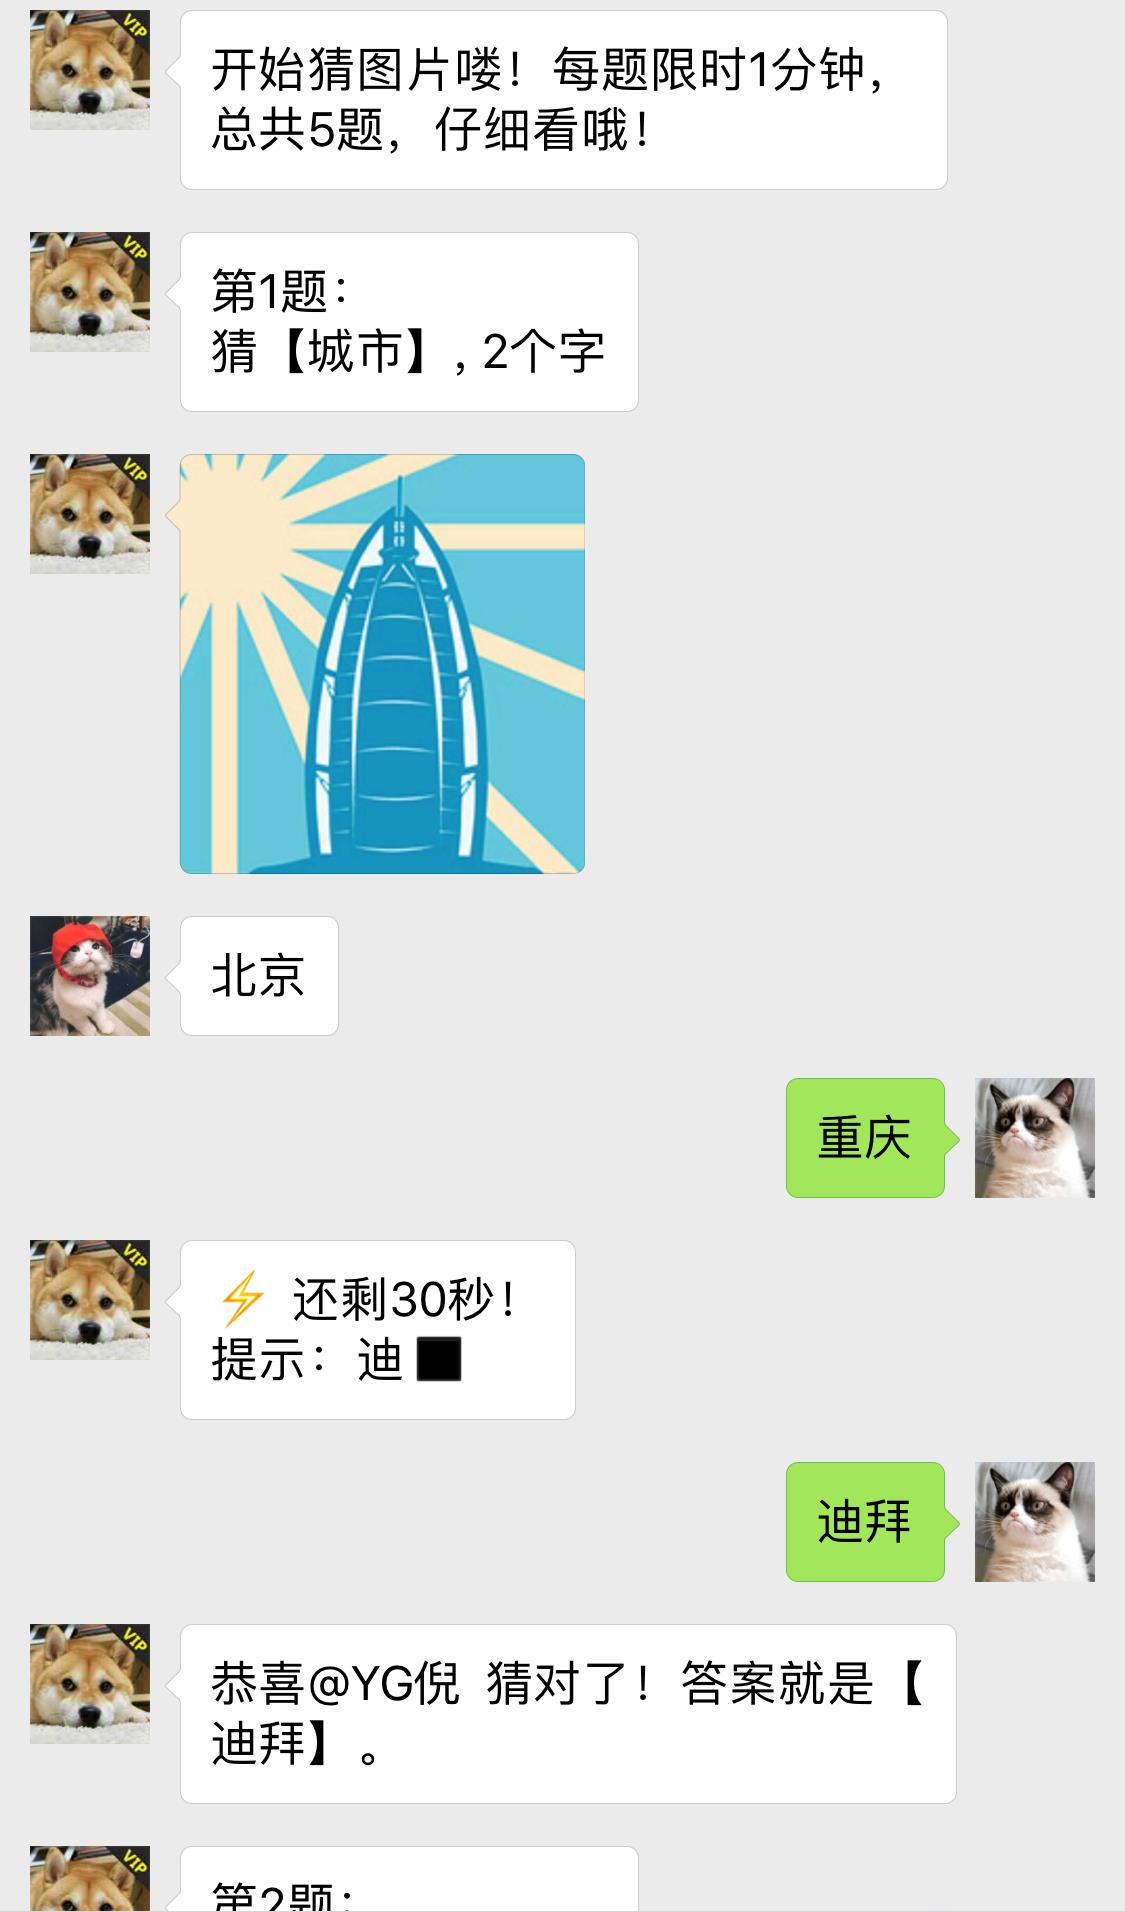 VIP
开始猜图片喽！每题限时1分钟，
总共5题，仔细看哦！
VIP
第1题：
猜【城市】, 2个字
VIP
北京
重庆
VIP
⚡ 还剩30秒！
提示：迪 ⬛
迪拜
VIP
恭喜@YG倪 猜对了！答案就是【
迪拜】。
VIP
第2题：